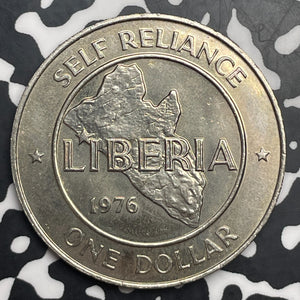 SELF RELIANCE
LIBERIA
1976
ONE DOLLAR